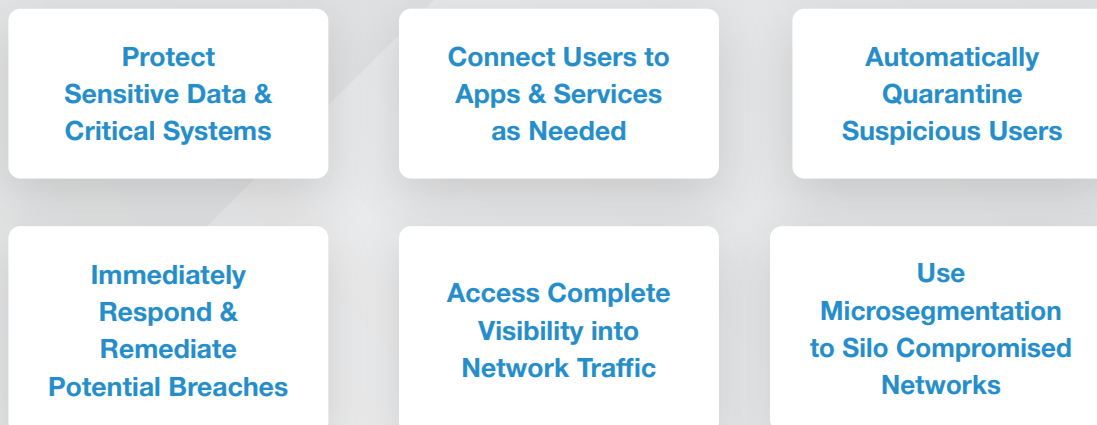 Protect
Sensitive Data &
Critical Systems
Connect Users to
Apps & Services
as Needed
Automatically
Quarantine
Suspicious Users
Immediately
Respond &
Remediate
Potential Breaches
Access Complete
Visibility into
Network Traffic
Use
Microsegmentation
to Silo Compromised
Networks